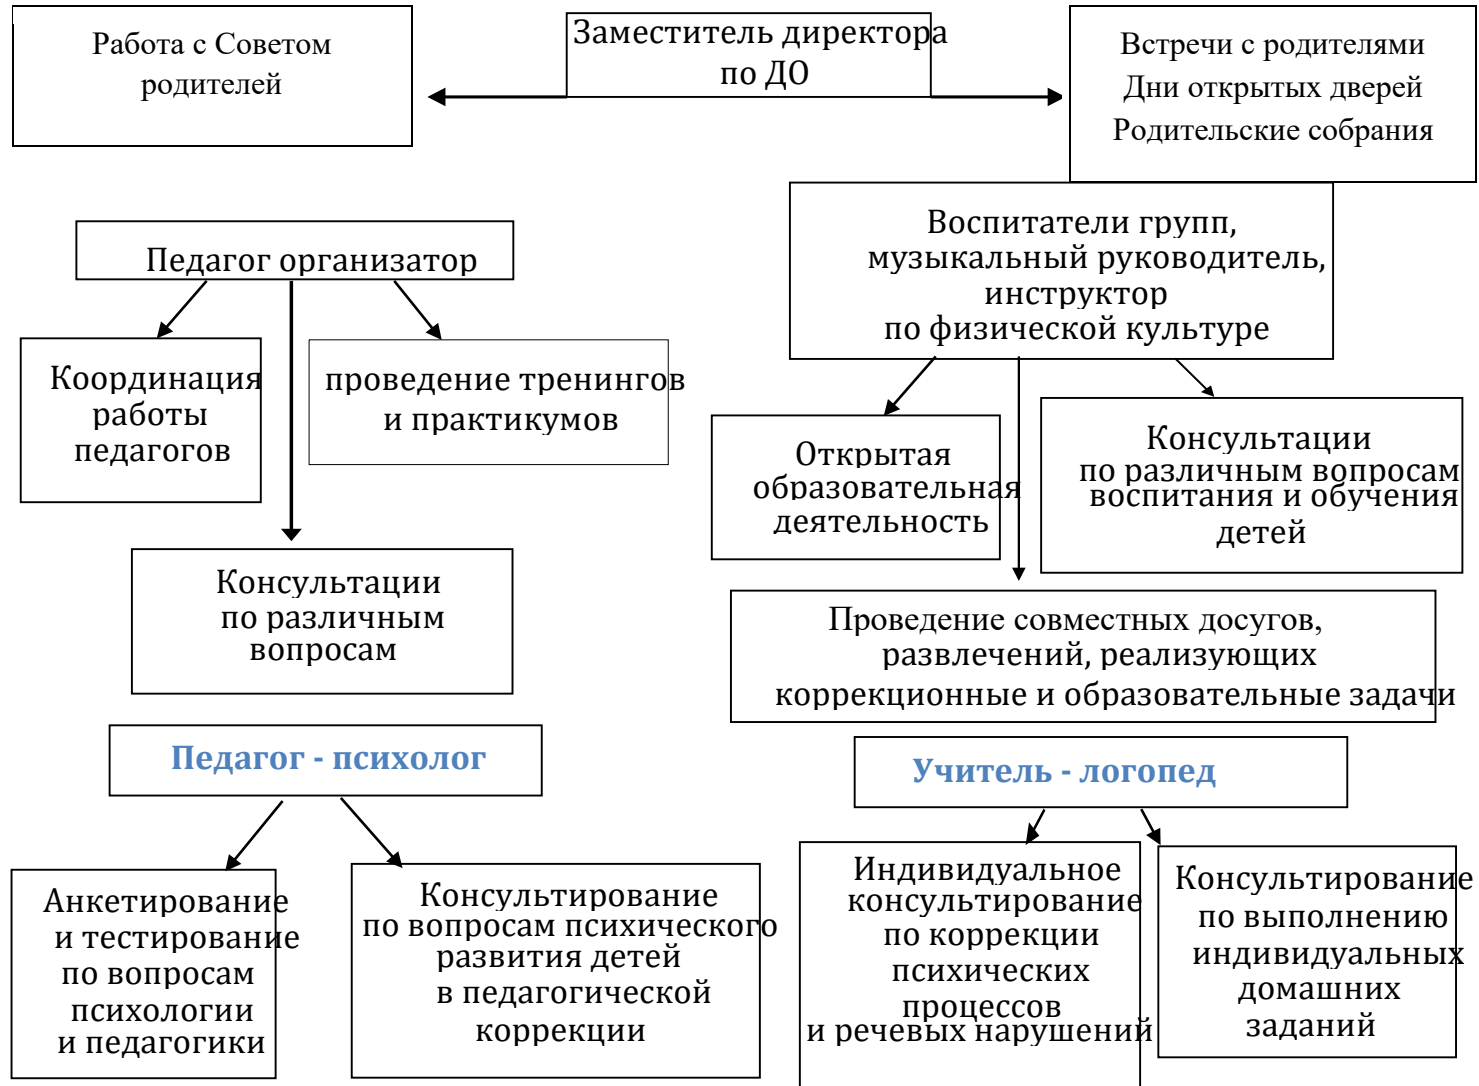 Работа с Советом
родителей
Заместитель директора
по ДО
Встречи с родителями
Дни открытых дверей
Родительские собрания
Педагог организатор
Координация
работы
педагогов
проведение тренингов
и практикумов
Консультации
по различным
вопросам
Воспитатели групп,
музыкальный руководитель,
инструктор
по физической культуре
Открытая
образовательная
деятельность
Консультации
по различным вопросам
воспитания и обучения
детей
Проведение совместных досугов,
развлечений, реализующих
коррекционные и образовательные задачи
Педагог - психолог
Анкетирование
и тестирование
по вопросам
психологии
и педагогики
Консультирование
по вопросам психического
развития детей
в педагогической
коррекции
Учитель - логопед
Индивидуальное
консультирование
по коррекции
психических
процессов
и речевых нарушений
Консультирование
по выполнению
индивидуальных
домашних
заданий